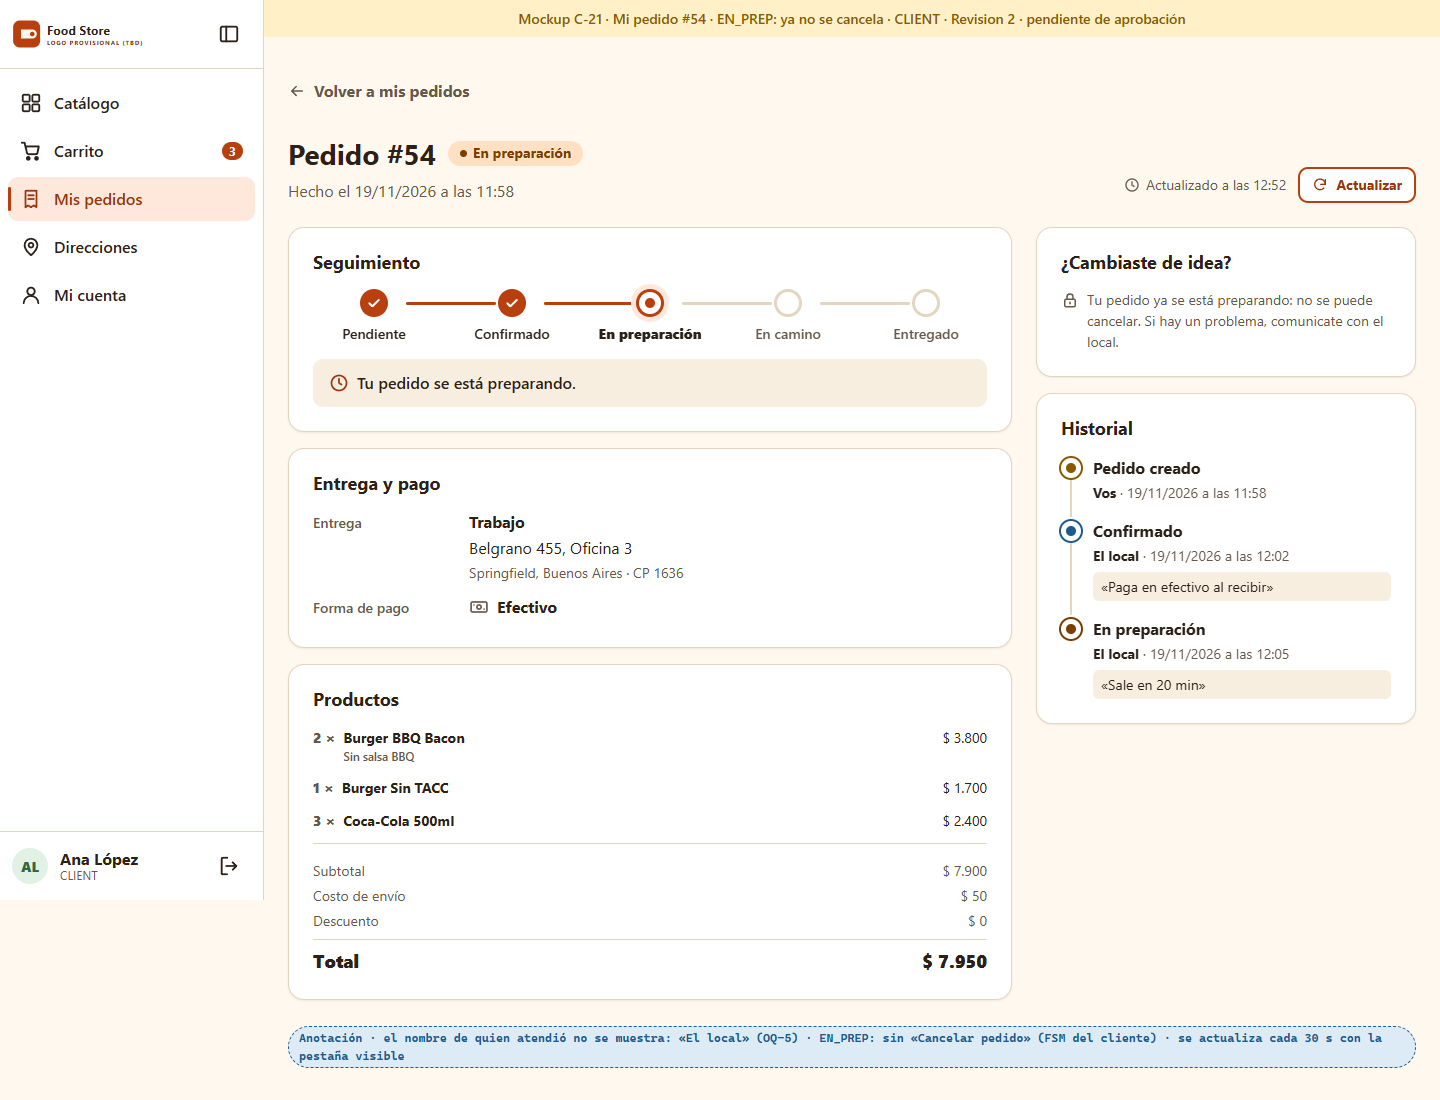 Mockup C-21 · Mi pedido #54 · EN_PREP: ya no se cancela · CLIENT · Revision 2 · pendiente de aprobación
Food Store
LOGO PROVISIONAL (TBD)
Catálogo
Carrito
3
Mis pedidos
Direcciones
Mi cuenta
AL
Ana López
CLIENT
Volver a mis pedidos
Pedido #54
En preparación
Hecho el 19/11/2026 a las 11:58
Actualizado a las 12:52
Actualizar
Seguimiento
Pendiente
Confirmado
En preparación
En camino
Entregado
Tu pedido se está preparando.
Entrega y pago
Entrega
Trabajo
Belgrano 455, Oficina 3
Springfield, Buenos Aires · CP 1636
Forma de pago
Efectivo
Productos
2 × Burger BBQ Bacon $ 3.800
Sin salsa BBQ
1 × Burger Sin TACC $ 1.700
3 × Coca-Cola 500ml $ 2.400
Subtotal $ 7.900
Costo de envío $ 50
Descuento $ 0
Total $ 7.950
¿Cambiaste de idea?
Tu pedido ya se está preparando: no se puede
cancelar. Si hay un problema, comunicate con el
local.
Historial
Pedido creado
Vos · 19/11/2026 a las 11:58
Confirmado
El local · 19/11/2026 a las 12:02
«Paga en efectivo al recibir»
En preparación
El local · 19/11/2026 a las 12:05
«Sale en 20 min»
Anotación · el nombre de quien atendió no se muestra: «El local» (OQ-5) · EN_PREP: sin «Cancelar pedido» (FSM del cliente) · se actualiza cada 30 s con la
pestaña visible